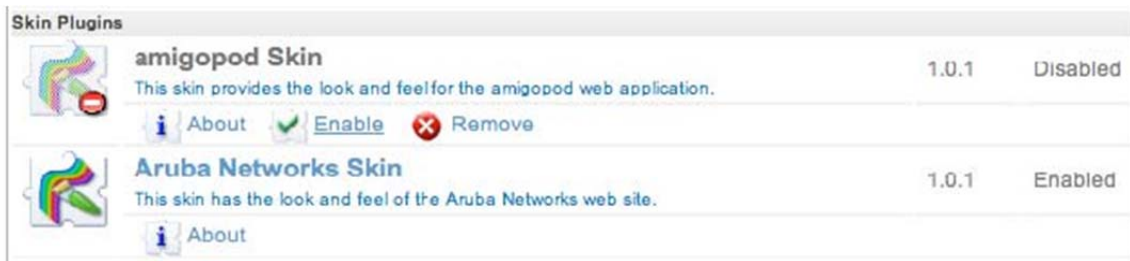 Skin Plugins
amigopod Skin 1.0.1 Disabled
This skin provides the look and feel for the amigopod web application.
About Enable Remove
Aruba Networks Skin 1.0.1 Enabled
This skin has the look and feel of the Aruba Networks web site.
About